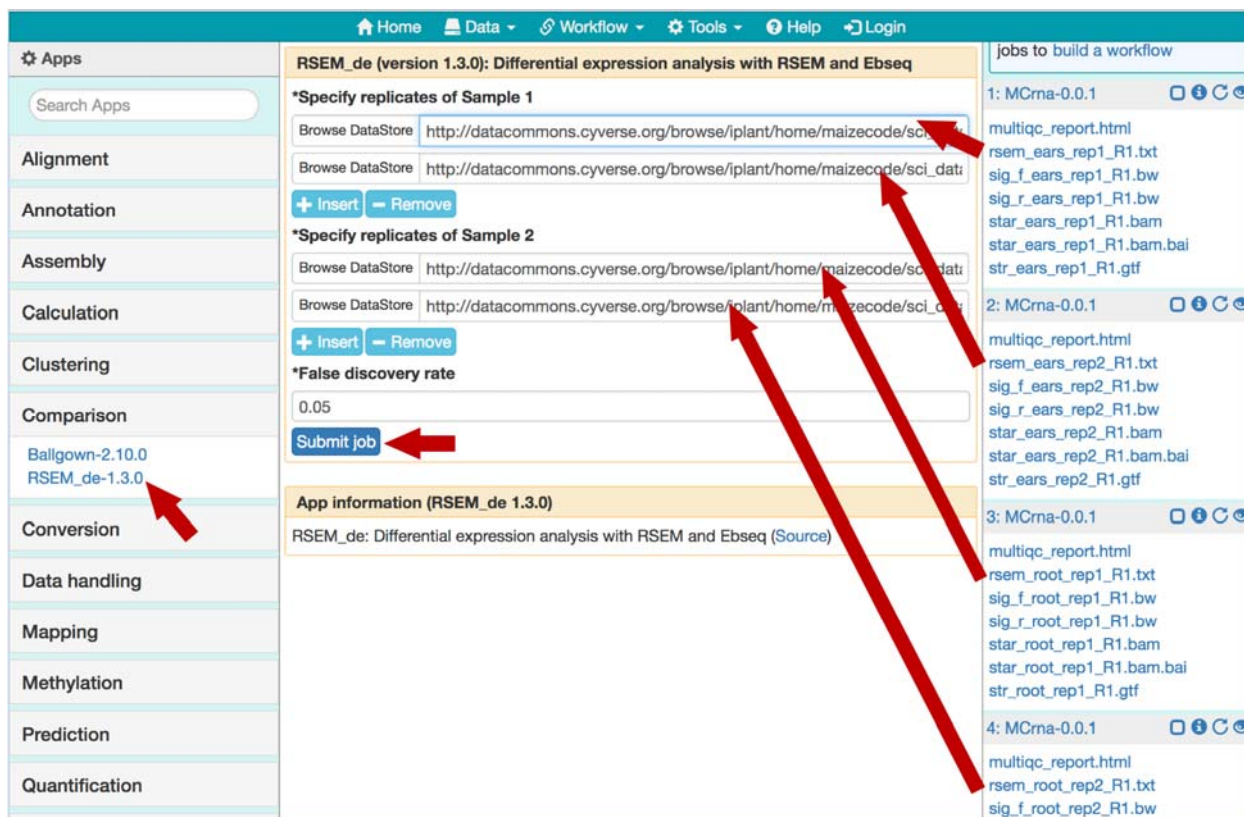 Home Data Workflow Tools Help Login
Apps
Search Apps
Alignment
Annotation
Assembly
Calculation
Clustering
Comparison
Ballgown-2.10.0
RSEM_de-1.3.0
Conversion
Data handling
Mapping
Methylation
Prediction
Quantification
RSEM_de (version 1.3.0): Differential expression analysis with RSEM and Ebseq
*Specify replicates of Sample 1
Browse DataStore http://datacommons.cyverse.org/browse/iplant/home/maizecode/sci_
Browse DataStore http://datacommons.cyverse.org/browse/iplant/home/maizecode/sci_data
+ Insert − Remove
*Specify replicates of Sample 2
Browse DataStore http://datacommons.cyverse.org/browse/iplant/home/maizecode/sci_data
Browse DataStore http://datacommons.cyverse.org/browse/iplant/home/maizecode/sci_data
+ Insert − Remove
*False discovery rate
0.05
Submit job
App information (RSEM_de 1.3.0)
RSEM_de: Differential expression analysis with RSEM and Ebseq (Source)
jobs to build a workflow
1: MCrna-0.0.1
multiqc_report.html
rsem_ears_rep1_R1.txt
sig_f_ears_rep1_R1.bw
sig_r_ears_rep1_R1.bw
star_ears_rep1_R1.bam
star_ears_rep1_R1.bam.bai
str_ears_rep1_R1.gtf
2: MCrna-0.0.1
multiqc_report.html
rsem_ears_rep2_R1.txt
sig_f_ears_rep2_R1.bw
sig_r_ears_rep2_R1.bw
star_ears_rep2_R1.bam
star_ears_rep2_R1.bam.bai
str_ears_rep2_R1.gtf
3: MCrna-0.0.1
multiqc_report.html
rsem_root_rep1_R1.txt
sig_f_root_rep1_R1.bw
sig_r_root_rep1_R1.bw
star_root_rep1_R1.bam
star_root_rep1_R1.bam.bai
str_root_rep1_R1.gtf
4: MCrna-0.0.1
multiqc_report.html
rsem_root_rep2_R1.txt
sig_f_root_rep2_R1.bw